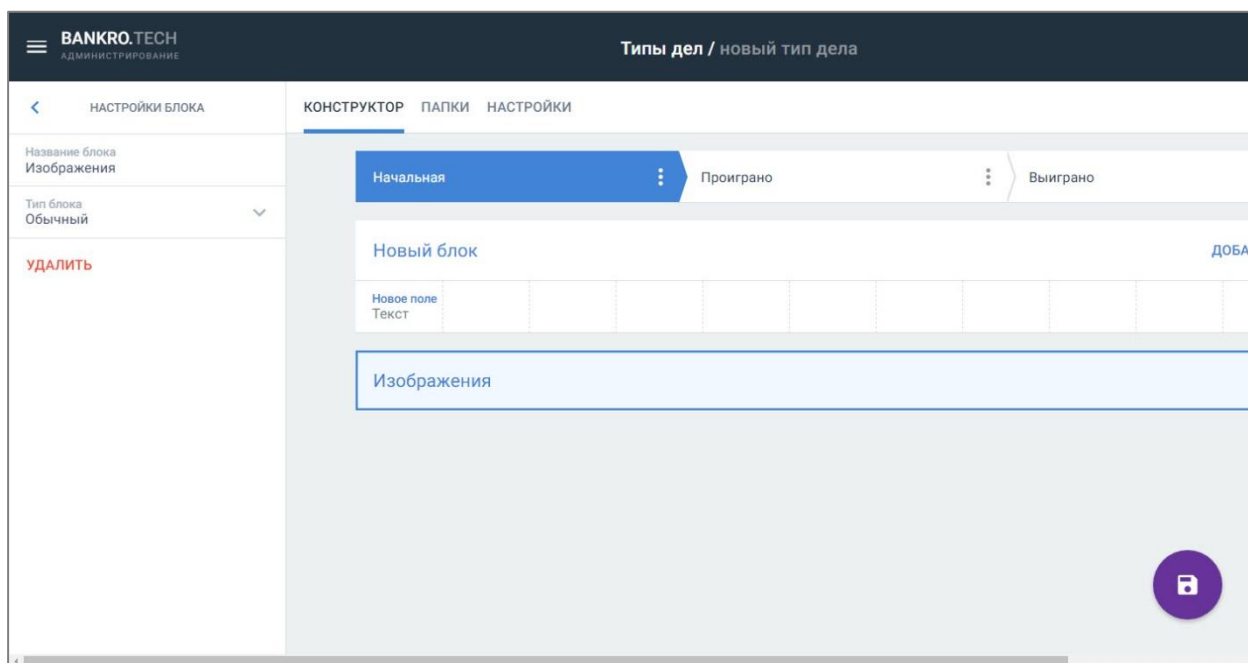 BANKRO.TECH
АДМИНИСТРИРОВАНИЕ
Типы дел / новый тип дела
НАСТРОЙКИ БЛОКА
КОНСТРУКТОР ПАПКИ НАСТРОЙКИ
Название блока
Изображения
Тип блока
Обычный
УДАЛИТЬ
Начальная Проиграно Выиграно
Новый блок ДОБА
Новое поле
Текст
Изображения